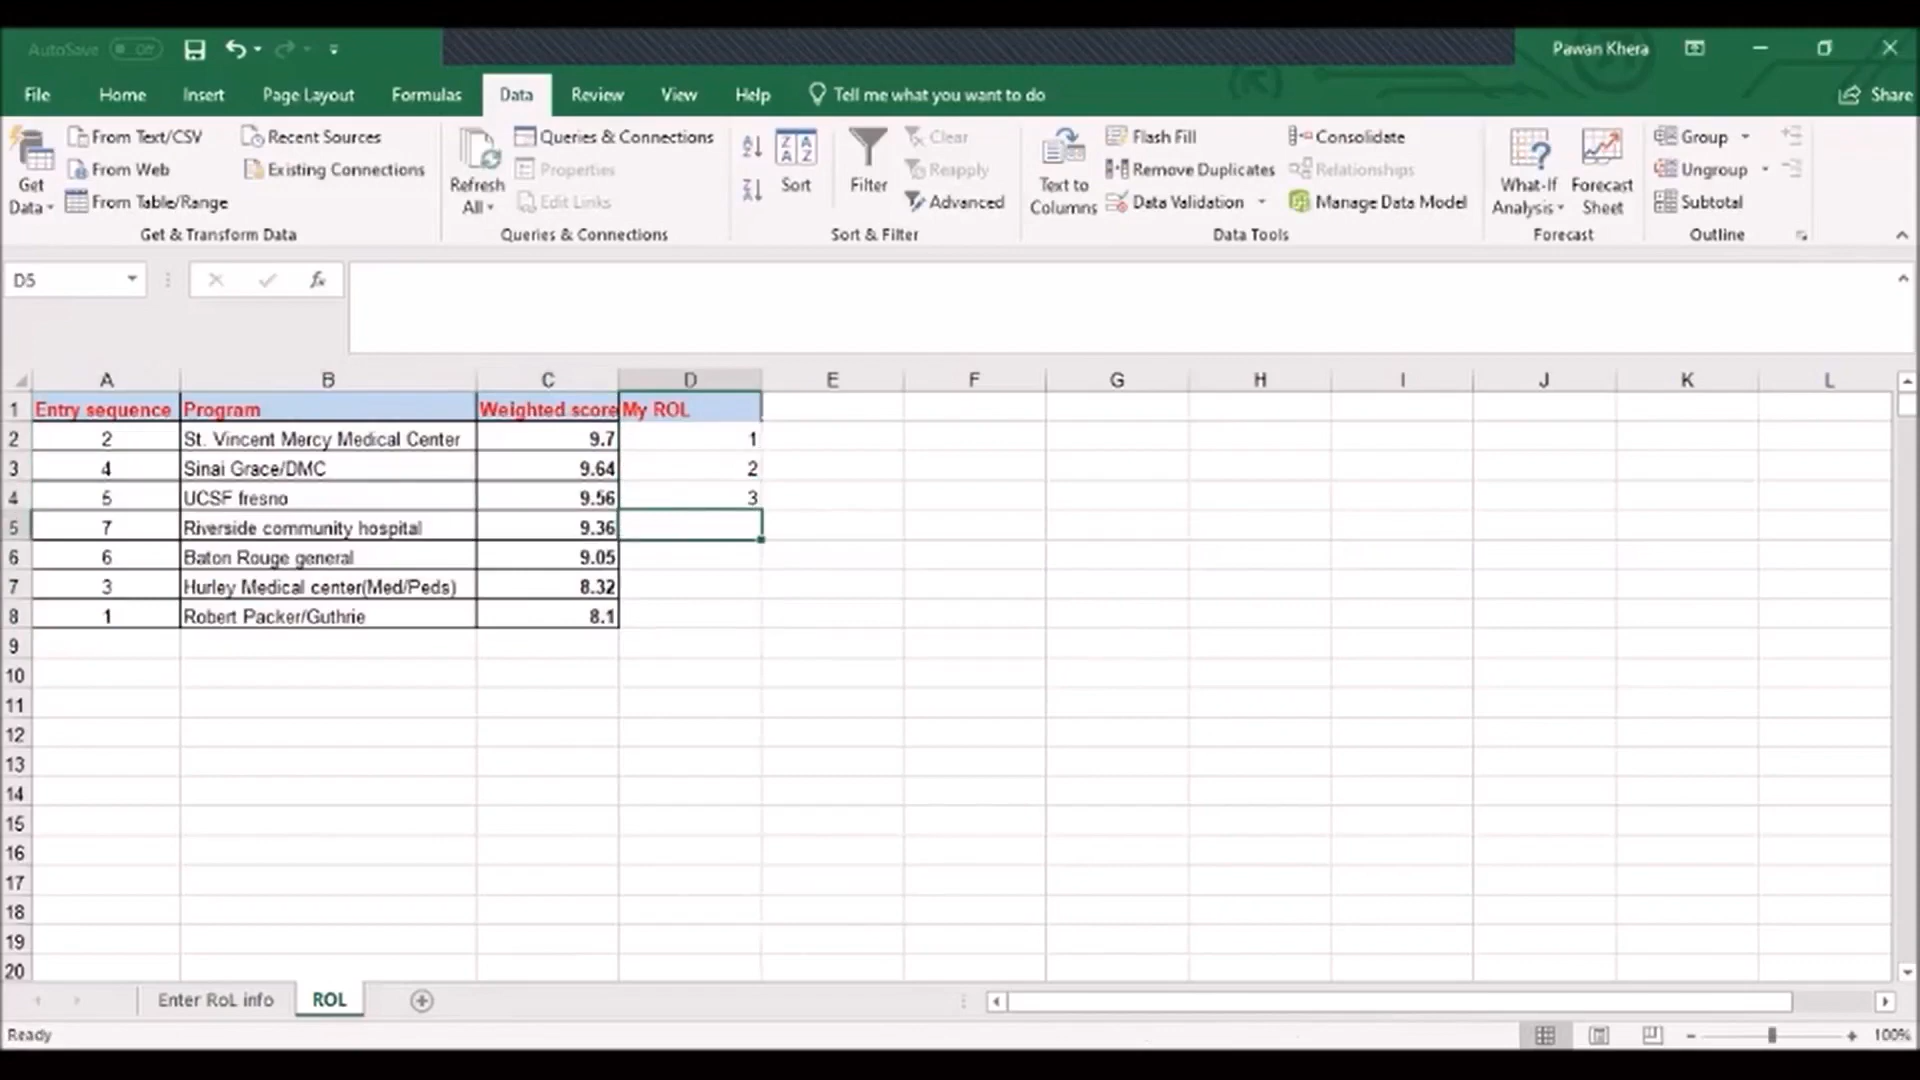 AutoSave Off Pawan Khera
File Home Insert Page Layout Formulas Data Review View Help Tell me what you want to do Share
From Text/CSV Recent Sources Queries & Connections Clear Flash Fill Consolidate Group
From Web Existing Connections Properties Reapply Remove Duplicates Relationships Ungroup
Get Data From Table/Range Refresh All Edit Links Sort Filter Advanced Text to Columns Data Validation Manage Data Model What-If Analysis Forecast Sheet Subtotal
Get & Transform Data Queries & Connections Sort & Filter Data Tools Forecast Outline
D5 fx
A B C D E F G H I J K L
1 Entry sequence Program Weighted score My ROL
2 2 St. Vincent Mercy Medical Center 9.7 1
3 4 Sinai Grace/DMC 9.64 2
4 5 UCSF fresno 9.56 3
5 7 Riverside community hospital 9.36
6 6 Baton Rouge general 9.05
7 3 Hurley Medical center(Med/Peds) 8.32
8 1 Robert Packer/Guthrie 8.1
9
10
11
12
13
14
15
16
17
18
19
20
Enter RoL info ROL
Ready 100%